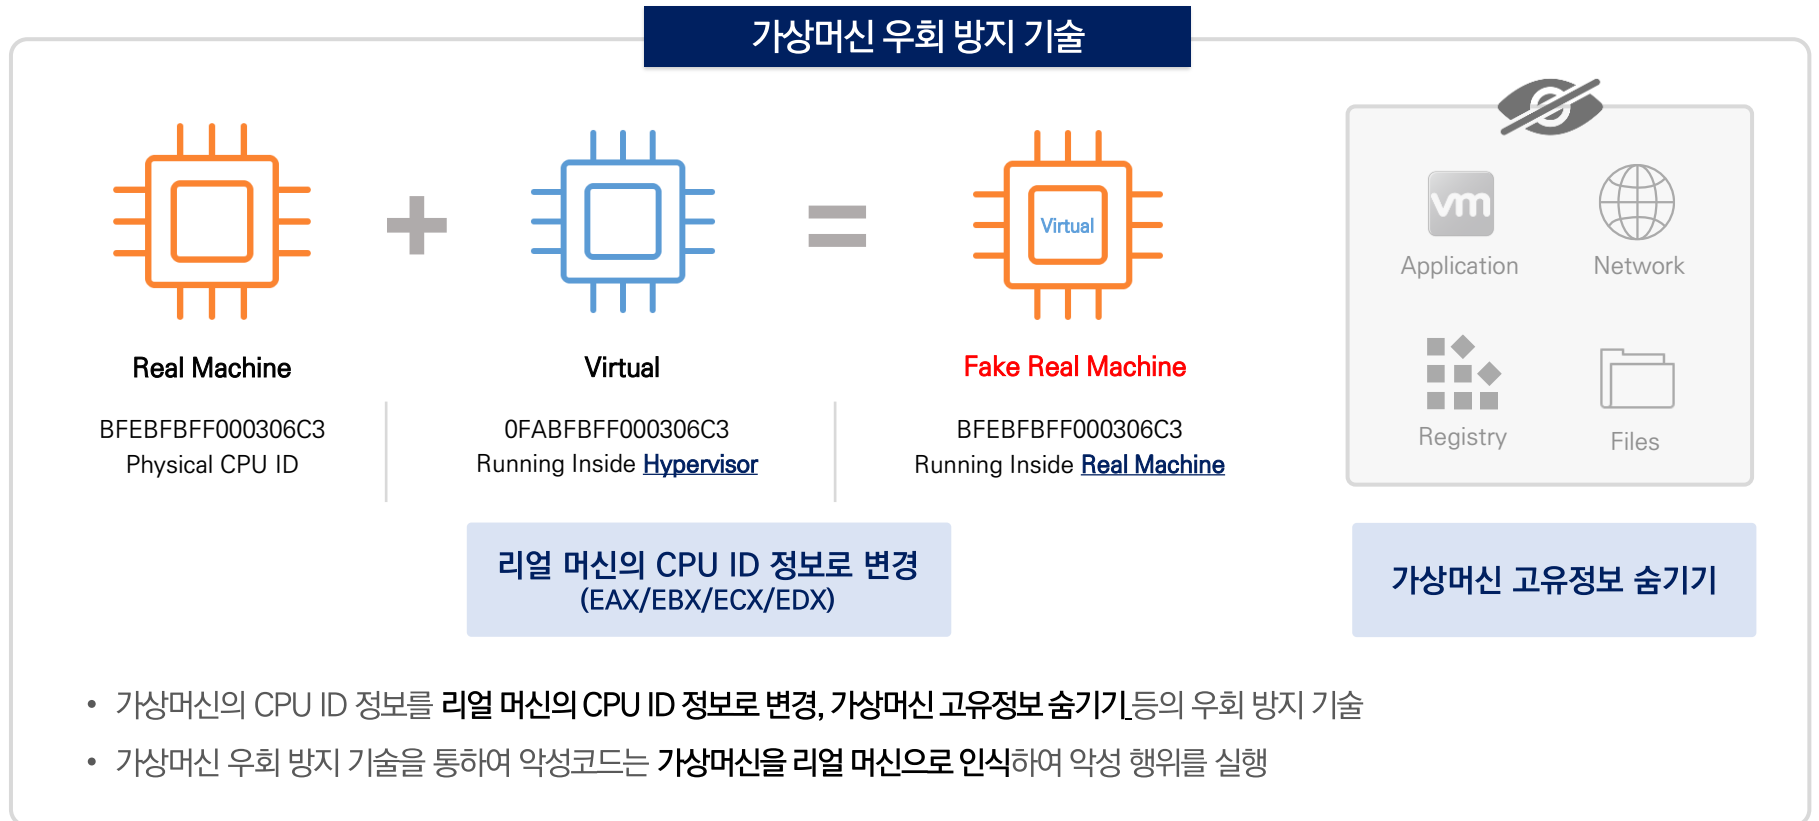 가상머신 우회 방지 기술
Virtual
vm
Application
Network
Registry
Files
Real Machine
Virtual
Fake Real Machine
BFEBFBFF000306C3
Physical CPU ID
0FABFBFF000306C3
Running Inside Hypervisor
BFEBFBFF000306C3
Running Inside Real Machine
리얼 머신의 CPU ID 정보로 변경
(EAX/EBX/ECX/EDX)
가상머신 고유정보 숨기기
• 가상머신의 CPU ID 정보를 리얼 머신의 CPU ID 정보로 변경, 가상머신 고유정보 숨기기 등의 우회 방지 기술
• 가상머신 우회 방지 기술을 통하여 악성코드는 가상머신을 리얼 머신으로 인식하여 악성 행위를 실행